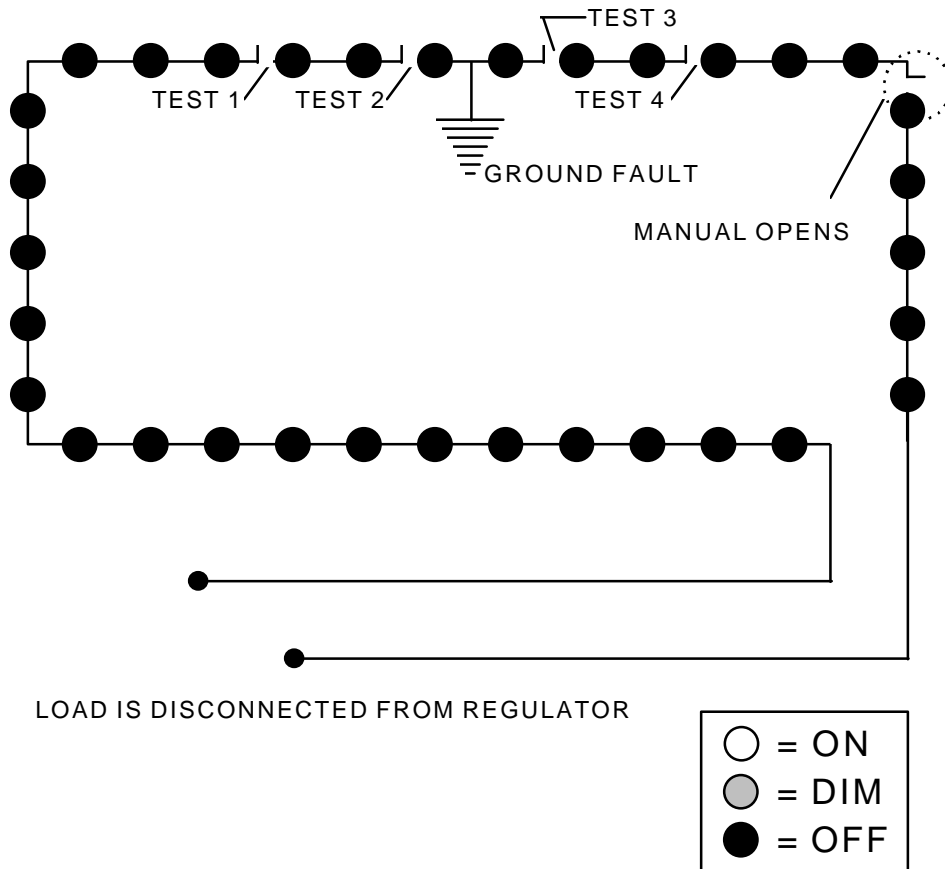 TEST 3
TEST 1
TEST 2
TEST 4
GROUND FAULT
MANUAL OPENS
LOAD IS DISCONNECTED FROM REGULATOR
= ON
= DIM
= OFF